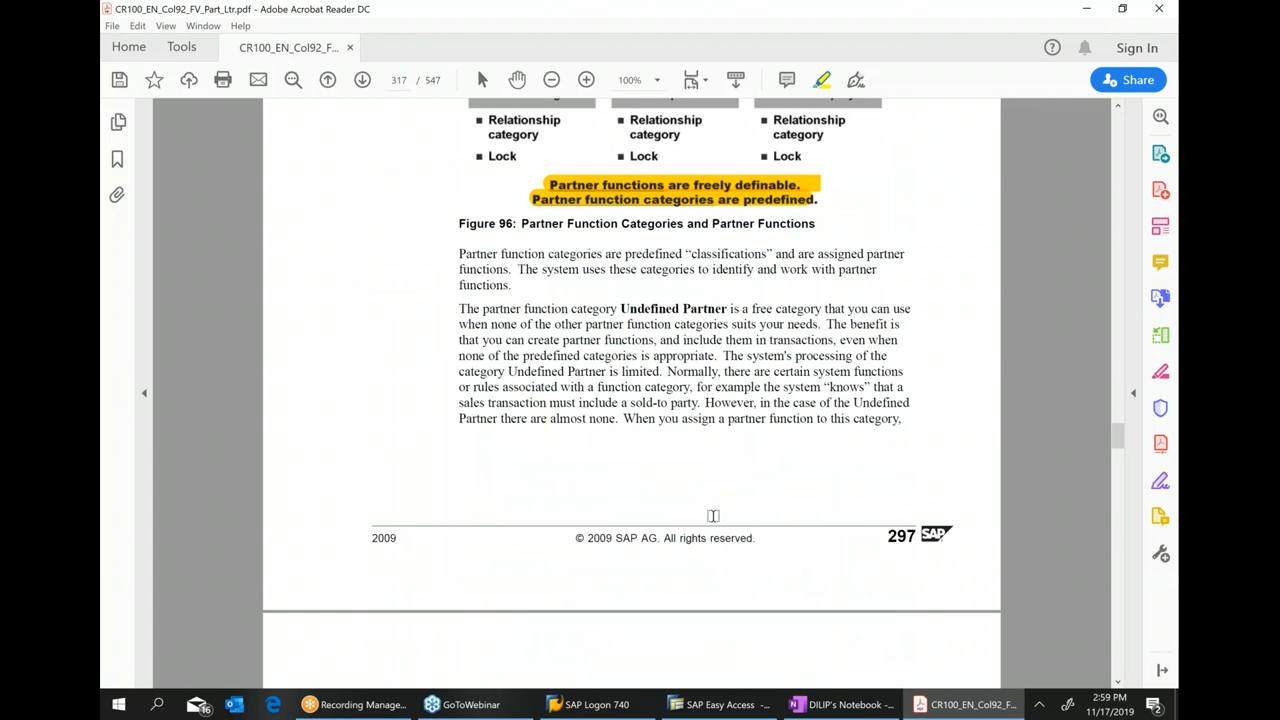 CR100_EN_Col92_FV_Part_Ltr.pdf - Adobe Acrobat Reader DC
File Edit View Window Help
Home Tools CR100_EN_Col92_F... × Sign In
317 / 547 100% Share
Relationship category
Lock
Relationship category
Lock
Relationship category
Lock
Partner functions are freely definable.
Partner function categories are predefined.
Figure 96: Partner Function Categories and Partner Functions
Partner function categories are predefined “classifications” and are assigned partner
functions. The system uses these categories to identify and work with partner
functions.
The partner function category Undefined Partner is a free category that you can use
when none of the other partner function categories suits your needs. The benefit is
that you can create partner functions, and include them in transactions, even when
none of the predefined categories is appropriate. The system's processing of the
category Undefined Partner is limited. Normally, there are certain system functions
or rules associated with a function category, for example the system “knows” that a
sales transaction must include a sold-to party. However, in the case of the Undefined
Partner there are almost none. When you assign a partner function to this category,
2009 © 2009 SAP AG. All rights reserved. 297 SAP
Recording Manage... GoToWebinar SAP Logon 740 SAP Easy Access -... DILIP's Notebook -... CR100_EN_Col92_F...
2:59 PM
11/17/2019